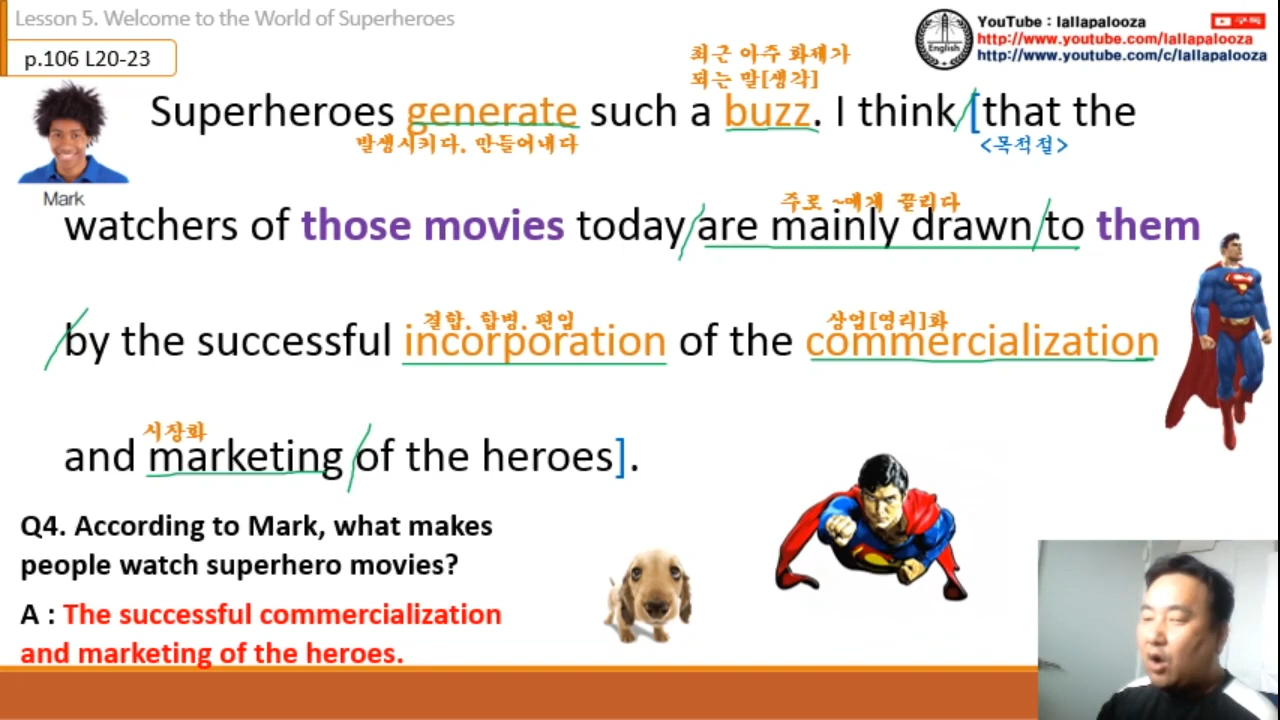 Lesson 5. Welcome to the World of Superheroes
YouTube : lallapalooza
구독
http://www.youtube.com/lallapalooza
http://www.youtube.com/c/lallapalooza
English
p.106 L20-23
최근 아주 화제가
되는 말[생각]
Superheroes generate such a buzz. I think [that the
발생시키다. 만들어내다
<목적절>
Mark
주로 ~에게 끌리다
watchers of those movies today are mainly drawn to them
결합. 합병. 편입
상업[영리]화
by the successful incorporation of the commercialization
시장화
and marketing of the heroes].
Q4. According to Mark, what makes
people watch superhero movies?
A : The successful commercialization
and marketing of the heroes.